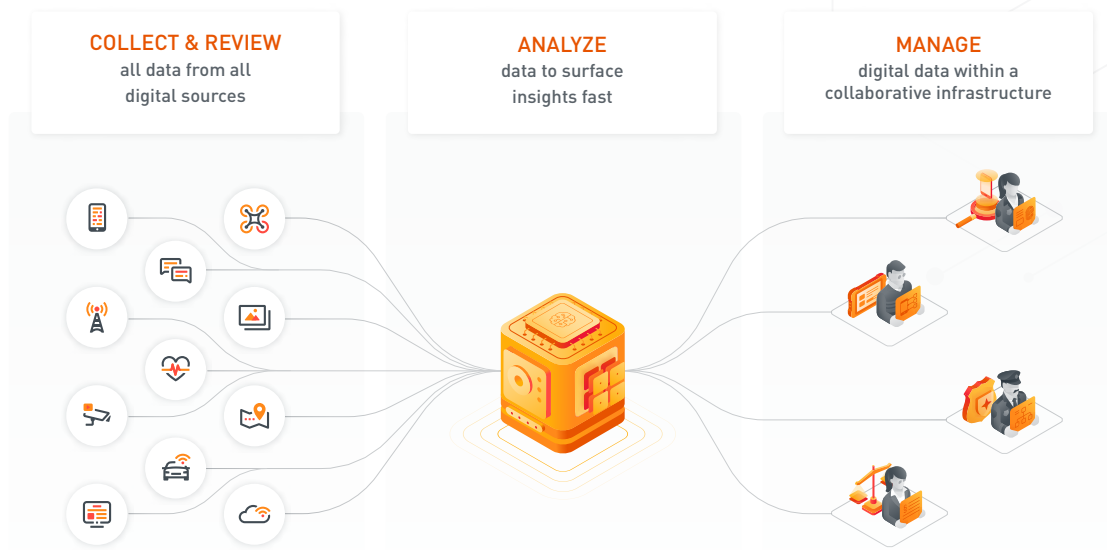 COLLECT & REVIEW
all data from all
digital sources
ANALYZE
data to surface
insights fast
MANAGE
digital data within a
collaborative infrastructure